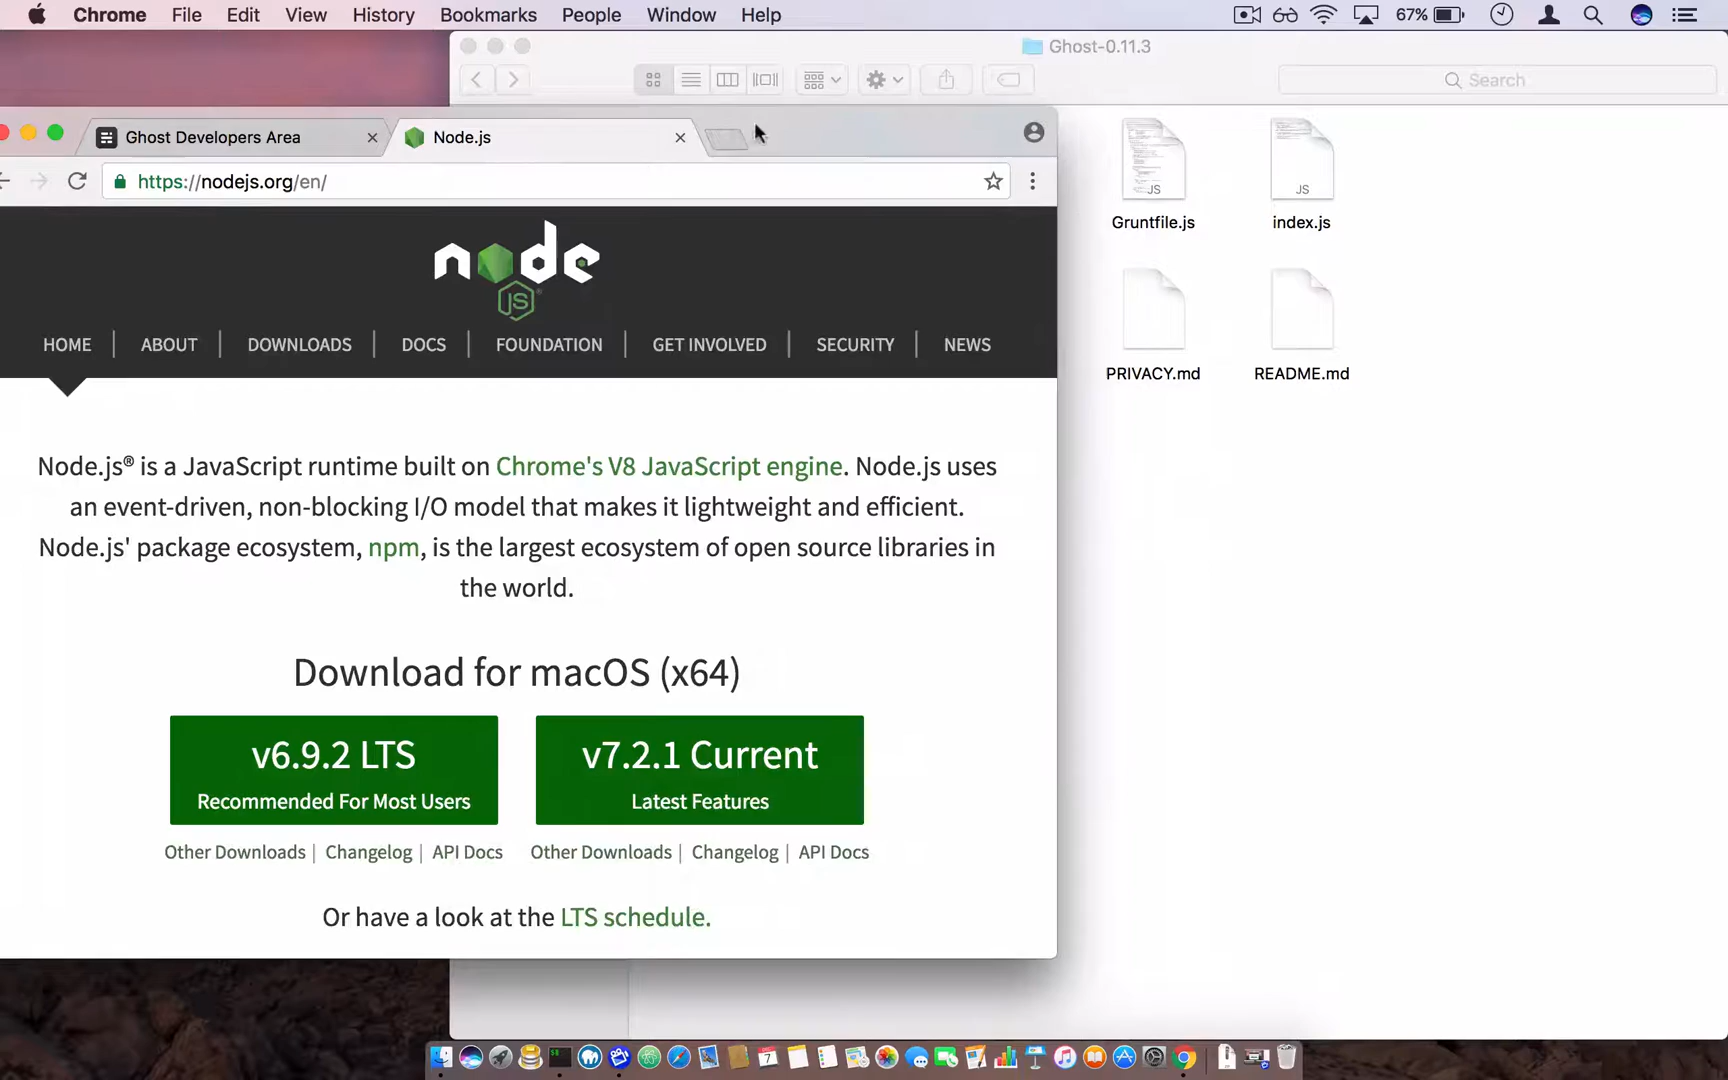 Chrome File Edit View History Bookmarks People Window Help 67%
Ghost-0.11.3
Search
Ghost Developers Area
Node.js
https://nodejs.org/en/
node
JS
HOME | ABOUT | DOWNLOADS | DOCS | FOUNDATION | GET INVOLVED | SECURITY | NEWS
Node.js® is a JavaScript runtime built on Chrome's V8 JavaScript engine. Node.js uses
an event-driven, non-blocking I/O model that makes it lightweight and efficient.
Node.js' package ecosystem, npm, is the largest ecosystem of open source libraries in
the world.
Download for macOS (x64)
v6.9.2 LTS
Recommended For Most Users
v7.2.1 Current
Latest Features
Other Downloads | Changelog | API Docs
Other Downloads | Changelog | API Docs
Or have a look at the LTS schedule.
JS
Gruntfile.js
JS
index.js
PRIVACY.md
README.md
7